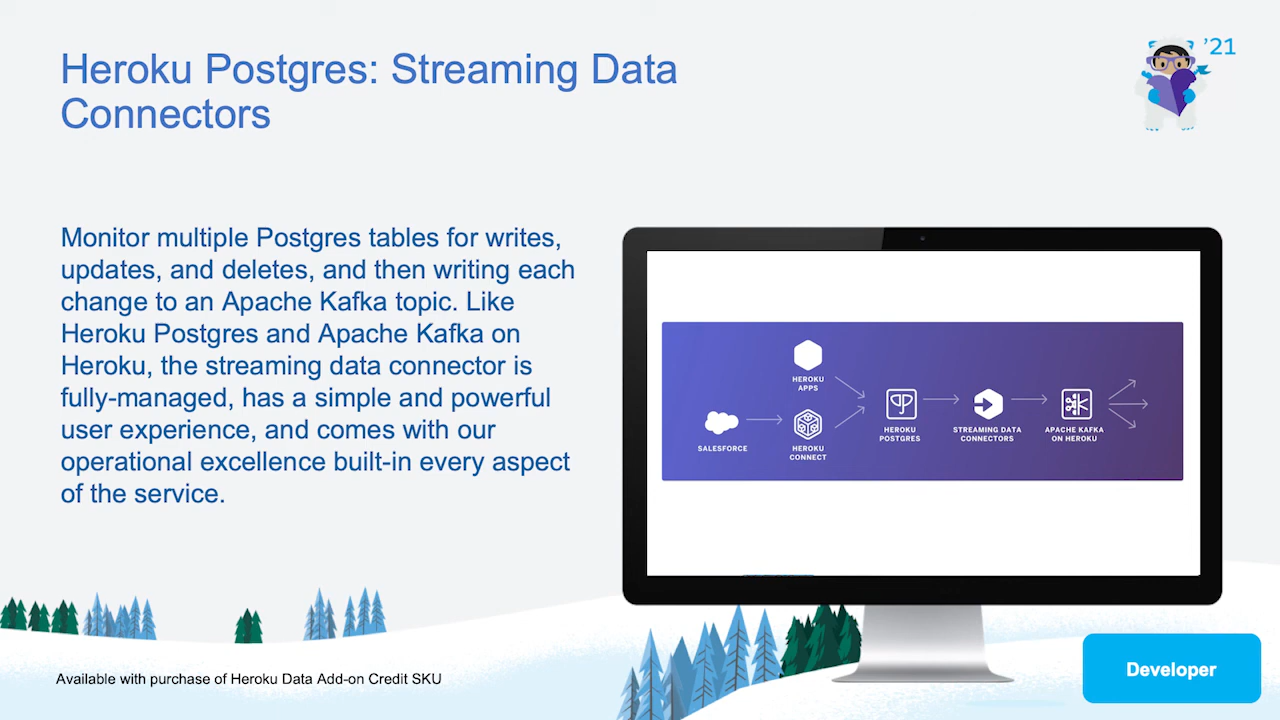 Heroku Postgres: Streaming Data
Connectors
'21
Monitor multiple Postgres tables for writes,
updates, and deletes, and then writing each
change to an Apache Kafka topic. Like
Heroku Postgres and Apache Kafka on
Heroku, the streaming data connector is
fully-managed, has a simple and powerful
user experience, and comes with our
operational excellence built-in every aspect
of the service.
HEROKU
APPS
SALESFORCE
HEROKU
CONNECT
HEROKU
POSTGRES
STREAMING DATA
CONNECTORS
APACHE KAFKA
ON HEROKU
Available with purchase of Heroku Data Add-on Credit SKU
Developer